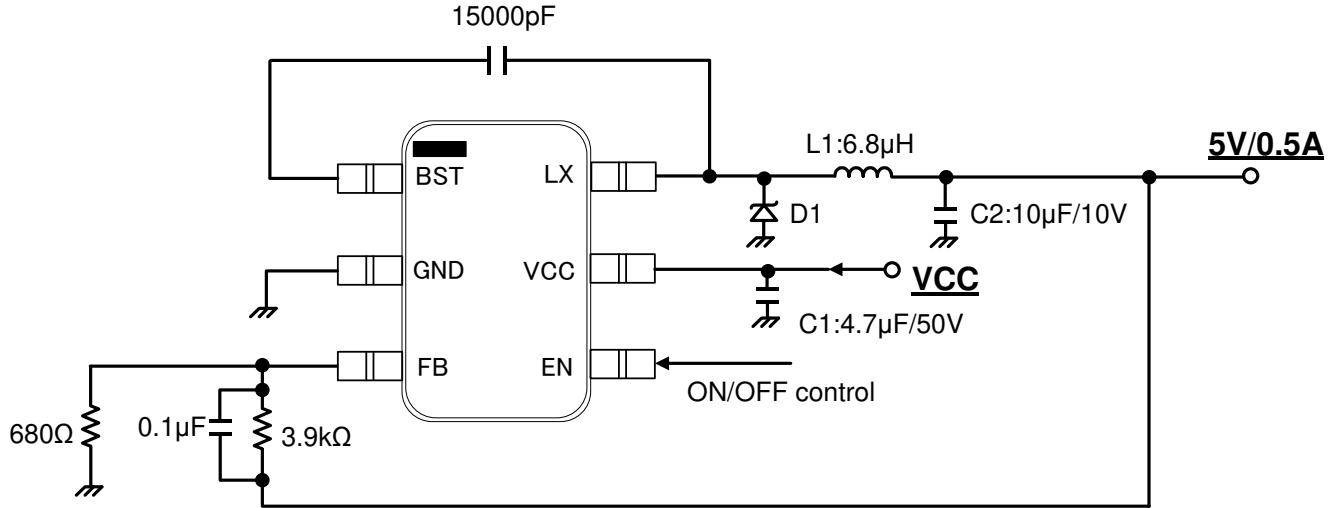 15000pF
L1:6.8µH
5V/0.5A
BST
LX
D1
C2:10µF/10V
GND
VCC
VCC
C1:4.7µF/50V
FB
EN
ON/OFF control
680Ω
0.1µF
3.9kΩ